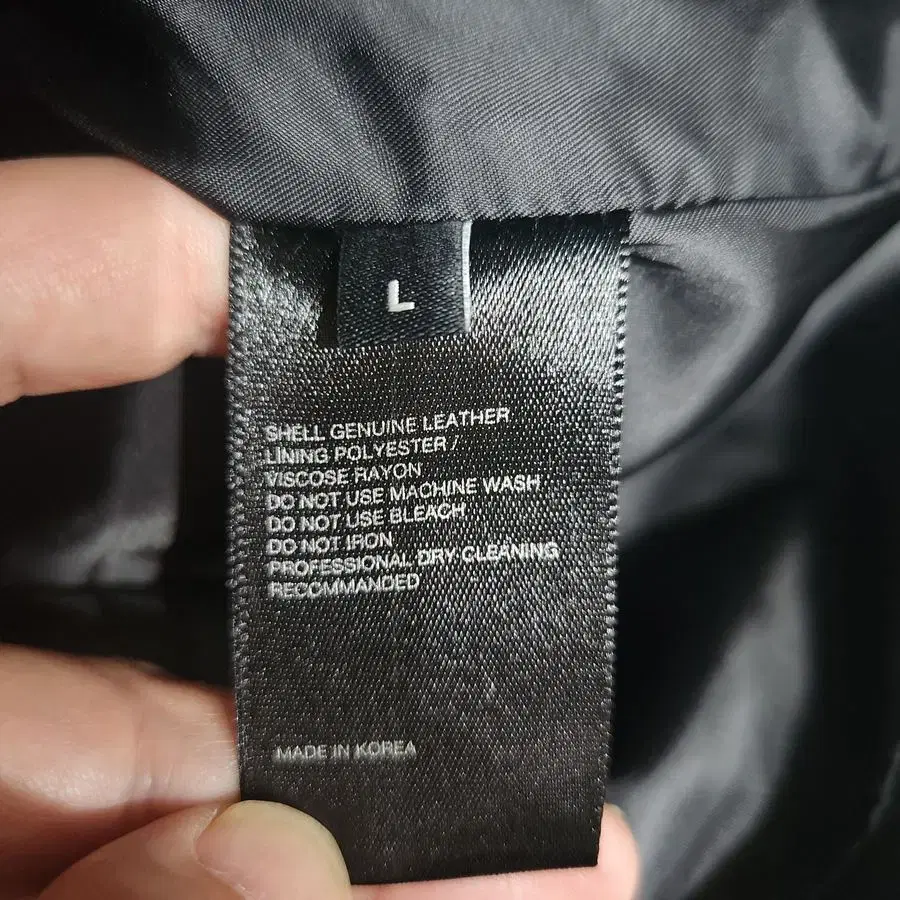 L
SHELL GENUINE LEATHER
LINING POLYESTER /
VISCOSE RAYON
DO NOT USE MACHINE WASH
DO NOT USE BLEACH
DO NOT IRON
PROFESSIONAL DRY CLEANING
RECOMMANDED
MADE IN KOREA